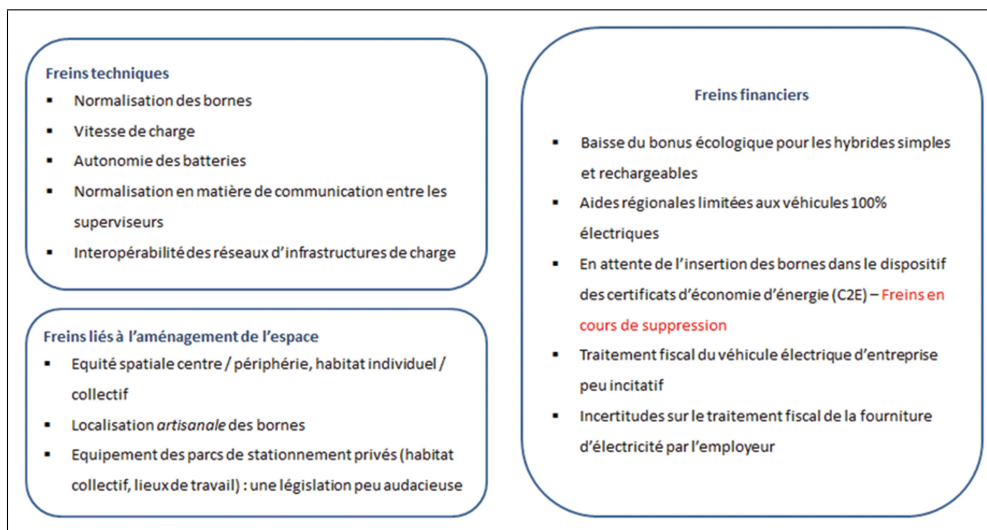 Freins techniques
▪ Normalisation des bornes
▪ Vitesse de charge
▪ Autonomie des batteries
▪ Normalisation en matière de communication entre les
superviseurs
▪ Interopérabilité des réseaux d'infrastructures de charge
Freins liés à l'aménagement de l'espace
▪ Equité spatiale centre / périphérie, habitat individuel /
collectif
▪ Localisation artisanale des bornes
▪ Equipement des parcs de stationnement privés (habitat
collectif, lieux de travail) : une législation peu audacieuse
Freins financiers
▪ Baisse du bonus écologique pour les hybrides simples
et rechargeables
▪ Aides régionales limitées aux véhicules 100%
électriques
▪ En attente de l'insertion des bornes dans le dispositif
des certificats d'économie d'énergie (C2E) – Freins en
cours de suppression
▪ Traitement fiscal du véhicule électrique d'entreprise
peu incitatif
▪ Incertitudes sur le traitement fiscal de la fourniture
d'électricité par l'employeur